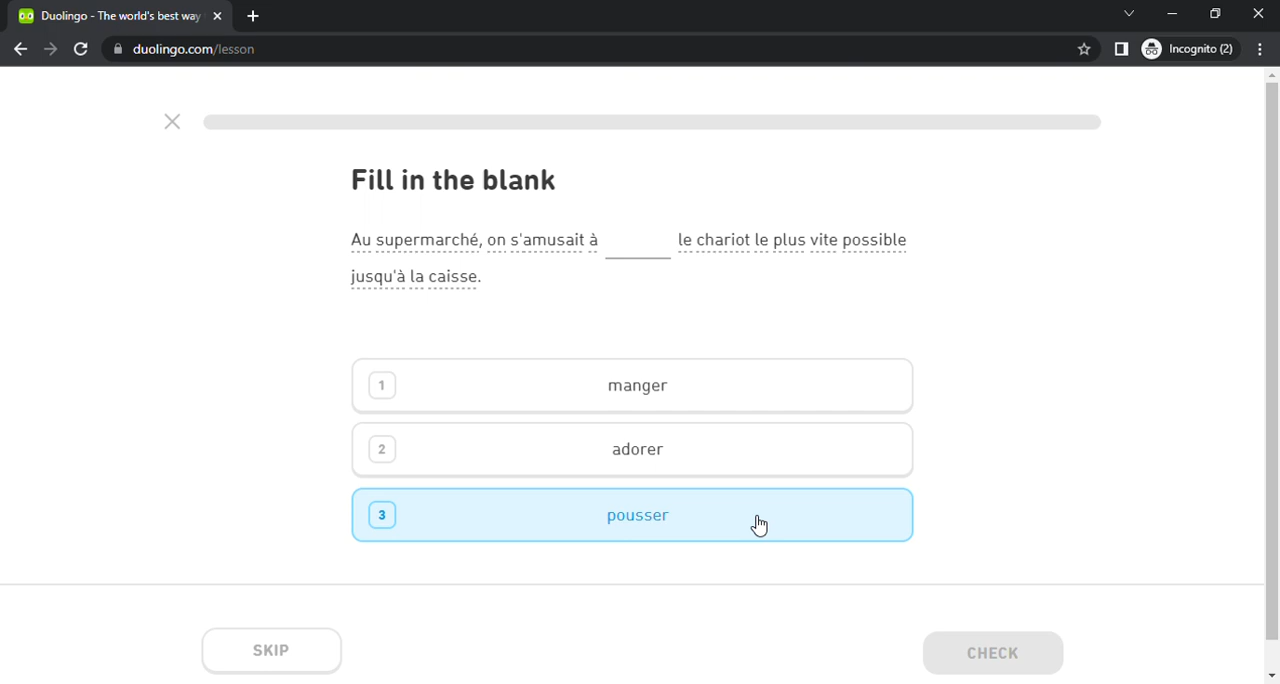 Duolingo - The world's best way
duolingo.com/lesson
Incognito (2)
Fill in the blank
Au supermarché, on s'amusait à ______ le chariot le plus vite possible
jusqu'à la caisse.
1 manger
2 adorer
3 pousser
SKIP
CHECK